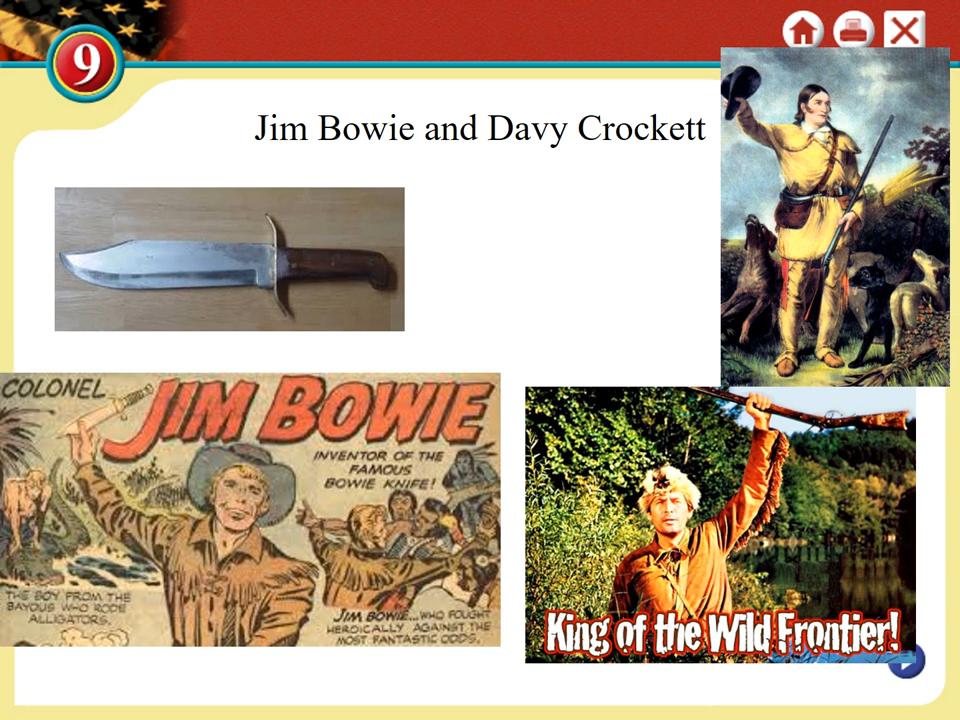 9
Jim Bowie and Davy Crockett
COLONEL
JIM BOWIE
INVENTOR OF THE
FAMOUS
BOWIE KNIFE!
THE BOY FROM THE
BAYOUS WHO RODE
ALLIGATORS.
JIM BOWIE...WHO FOUGHT
HEROICALLY AGAINST THE
MOST FANTASTIC ODDS.
King of the Wild Frontier!